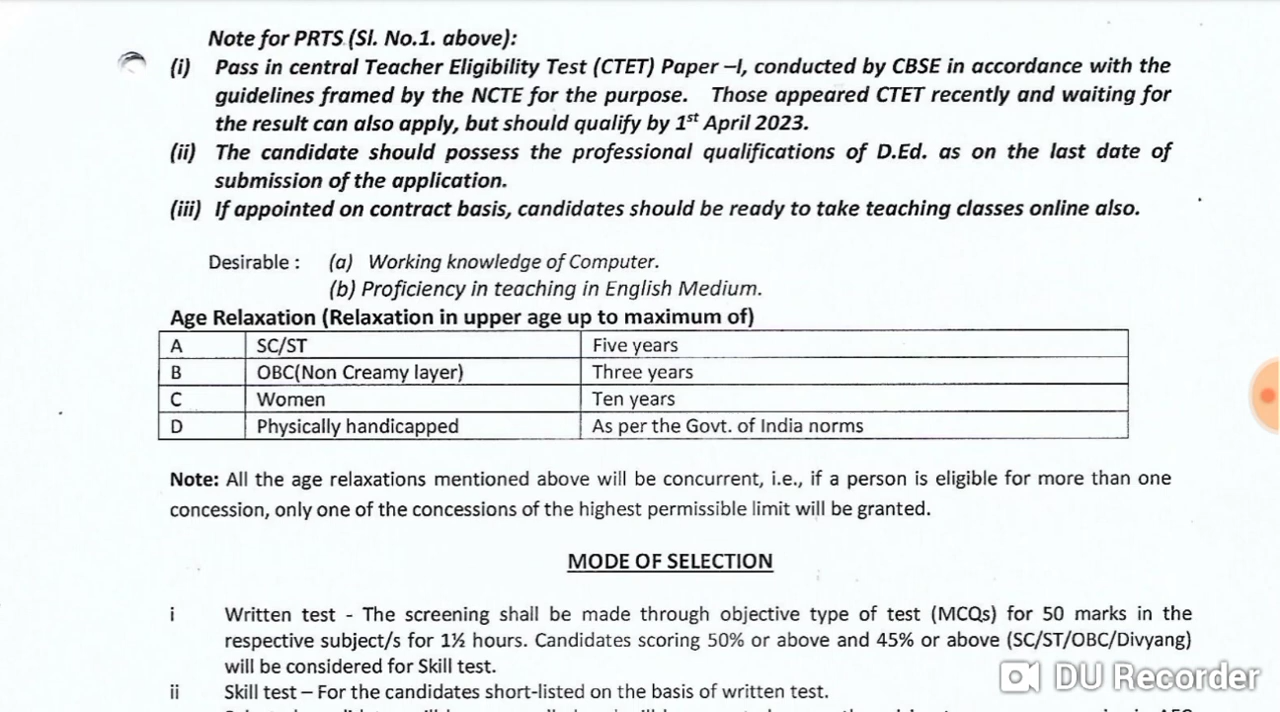 Note for PRTS (Sl. No.1. above):
(i) Pass in central Teacher Eligibility Test (CTET) Paper –I, conducted by CBSE in accordance with the
guidelines framed by the NCTE for the purpose. Those appeared CTET recently and waiting for
the result can also apply, but should qualify by 1st April 2023.
(ii) The candidate should possess the professional qualifications of D.Ed. as on the last date of
submission of the application.
(iii) If appointed on contract basis, candidates should be ready to take teaching classes online also.
Desirable : (a) Working knowledge of Computer.
(b) Proficiency in teaching in English Medium.
Age Relaxation (Relaxation in upper age up to maximum of)
A SC/ST Five years
B OBC(Non Creamy layer) Three years
C Women Ten years
D Physically handicapped As per the Govt. of India norms
Note: All the age relaxations mentioned above will be concurrent, i.e., if a person is eligible for more than one
concession, only one of the concessions of the highest permissible limit will be granted.
MODE OF SELECTION
i Written test - The screening shall be made through objective type of test (MCQs) for 50 marks in the
respective subject/s for 1½ hours. Candidates scoring 50% or above and 45% or above (SC/ST/OBC/Divyang)
will be considered for Skill test.
ii Skill test – For the candidates short-listed on the basis of written test.
DU Recorder